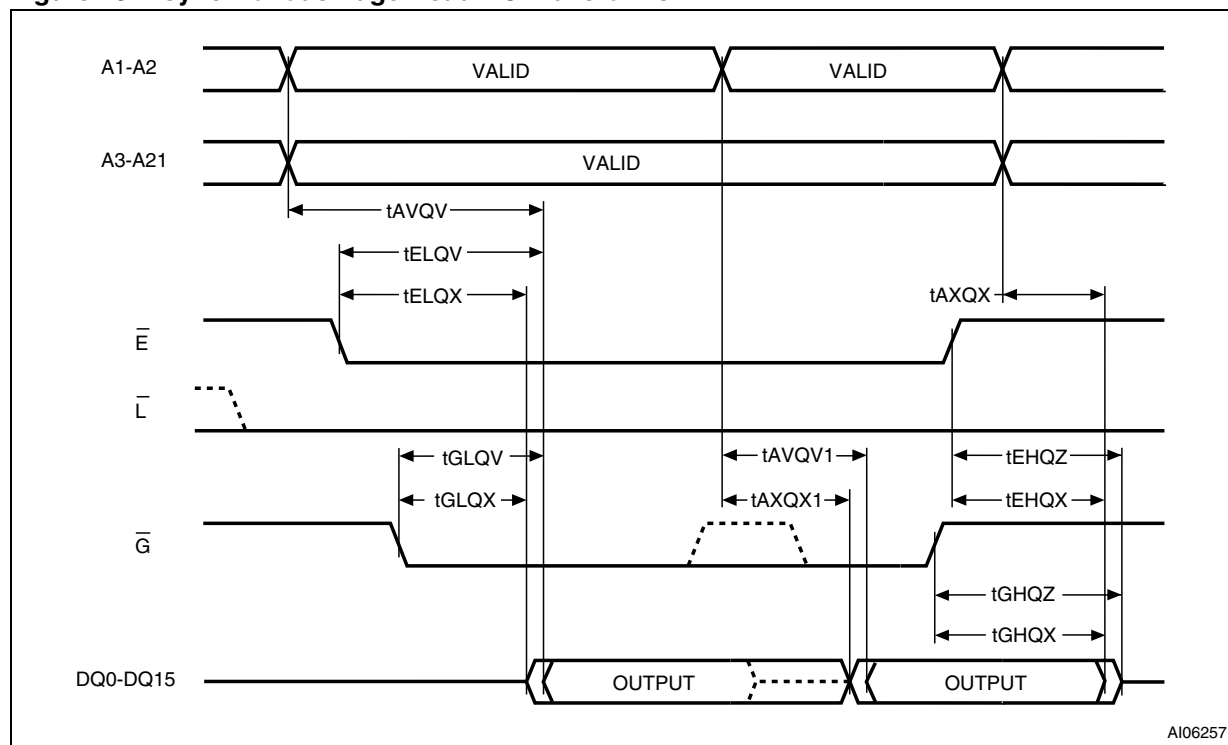 A1-A2 VALID VALID
A3-A21 VALID
tAVQV
tELQV
tELQX tAXQX
E
L
tGLQV tAVQV1 tEHQZ
tGLQX tAXQX1 tEHQX
G
tGHQZ
tGHQX
DQ0-DQ15 OUTPUT OUTPUT
AI06257